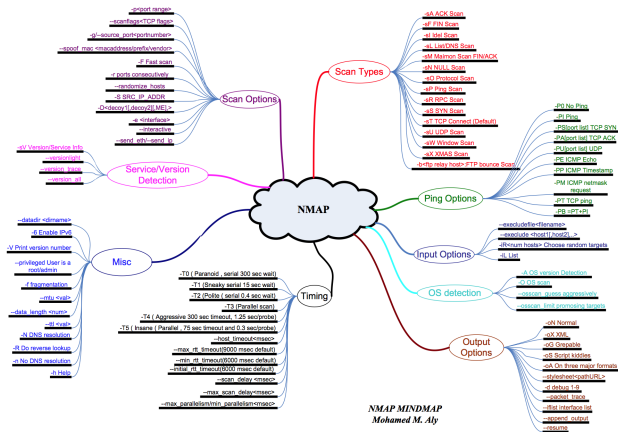 -p<port range>
--scanflags<TCP flags>
-g/--source_port<portnumber>
--spoof_mac <macaddress/prefix/vendor>
-F Fast scan
-r ports consecutively
--randomize_hosts
-S SRC_IP_ADDR
-D<decoy1[,decoy2][,ME],>
-e <interface>
--interactive
--send_eth/--send_ip
Scan Options
-sV Version/Service Info
--versionlight
--version_trace
--version_all
Service/Version
Detection
--datadir <dirname>
-6 Enable IPv6
-V Print version number
--privileged User is a
root/admin
-f fragmentation
--mtu <val>
--data_length <num>
--ttl <val>
-N DNS resolution
-R Do reverse lookup
-n No DNS resolution
-h Help
Misc
-T0 ( Paranoid , serial 300 sec wait)
-T1 (Sneaky serial 15 sec wait)
-T2 (Polite ( serial 0.4 sec wait)
-T3 (Parallel scan)
-T4 ( Aggressive 300 sec timeout, 1.25 sec/probe)
-T5 ( Insane ( Parallel , 75 sec timeout and 0.3 sec/probe)
--host_timeout<msec>
--max_rtt_timeout(9000 msec default)
--min_rtt_timeout(6000 msec default)
--initial_rtt_timeout(6000 msec default)
--scan_delay <msec>
--max_scan_delay<msec>
--max_parallelism/min_parallelism<msec>
Timing
NMAP
Scan Types
-sA ACK Scan
-sF FIN Scan
-sI Idel Scan
-sL List/DNS Scan
-sM Maimon Scan FIN/ACK
-sN NULL Scan
-sO Protocol Scan
-sP Ping Scan
-sR RPC Scan
-sS SYN Scan
-sT TCP Connect (Default)
-sU UDP Scan
-sW Window Scan
-sX XMAS Scan
-b<ftp relay host>,FTP bounce Scan
Ping Options
-P0 No Ping
-PI Ping
-PS[port list] TCP SYN
-PA[port list] TCP ACK
-PU[port list] UDP
-PE ICMP Echo
-PP ICMP Timestamp
-PM ICMP netmask
request
-PT TCP ping
-PB =PT+PI
Input Options
--excludefile<filename>
--exclude <host1[,host2]...>
-iR<num hosts> Choose random targets
-iL List
OS detection
-A OS version Detection
-O OS scan
--osscan_guess aggressively
--osscan_limit promosing targets
Output
Options
-oN Normal
-oX XML
-oG Grepable
-oS Script kiddies
-oA On three major formats
--stylesheet<pathURL>
-d debug 1-9
--packet_trace
--iflist interface list
--append_output
--resume
NMAP MINDMAP
Mohamed M. Aly